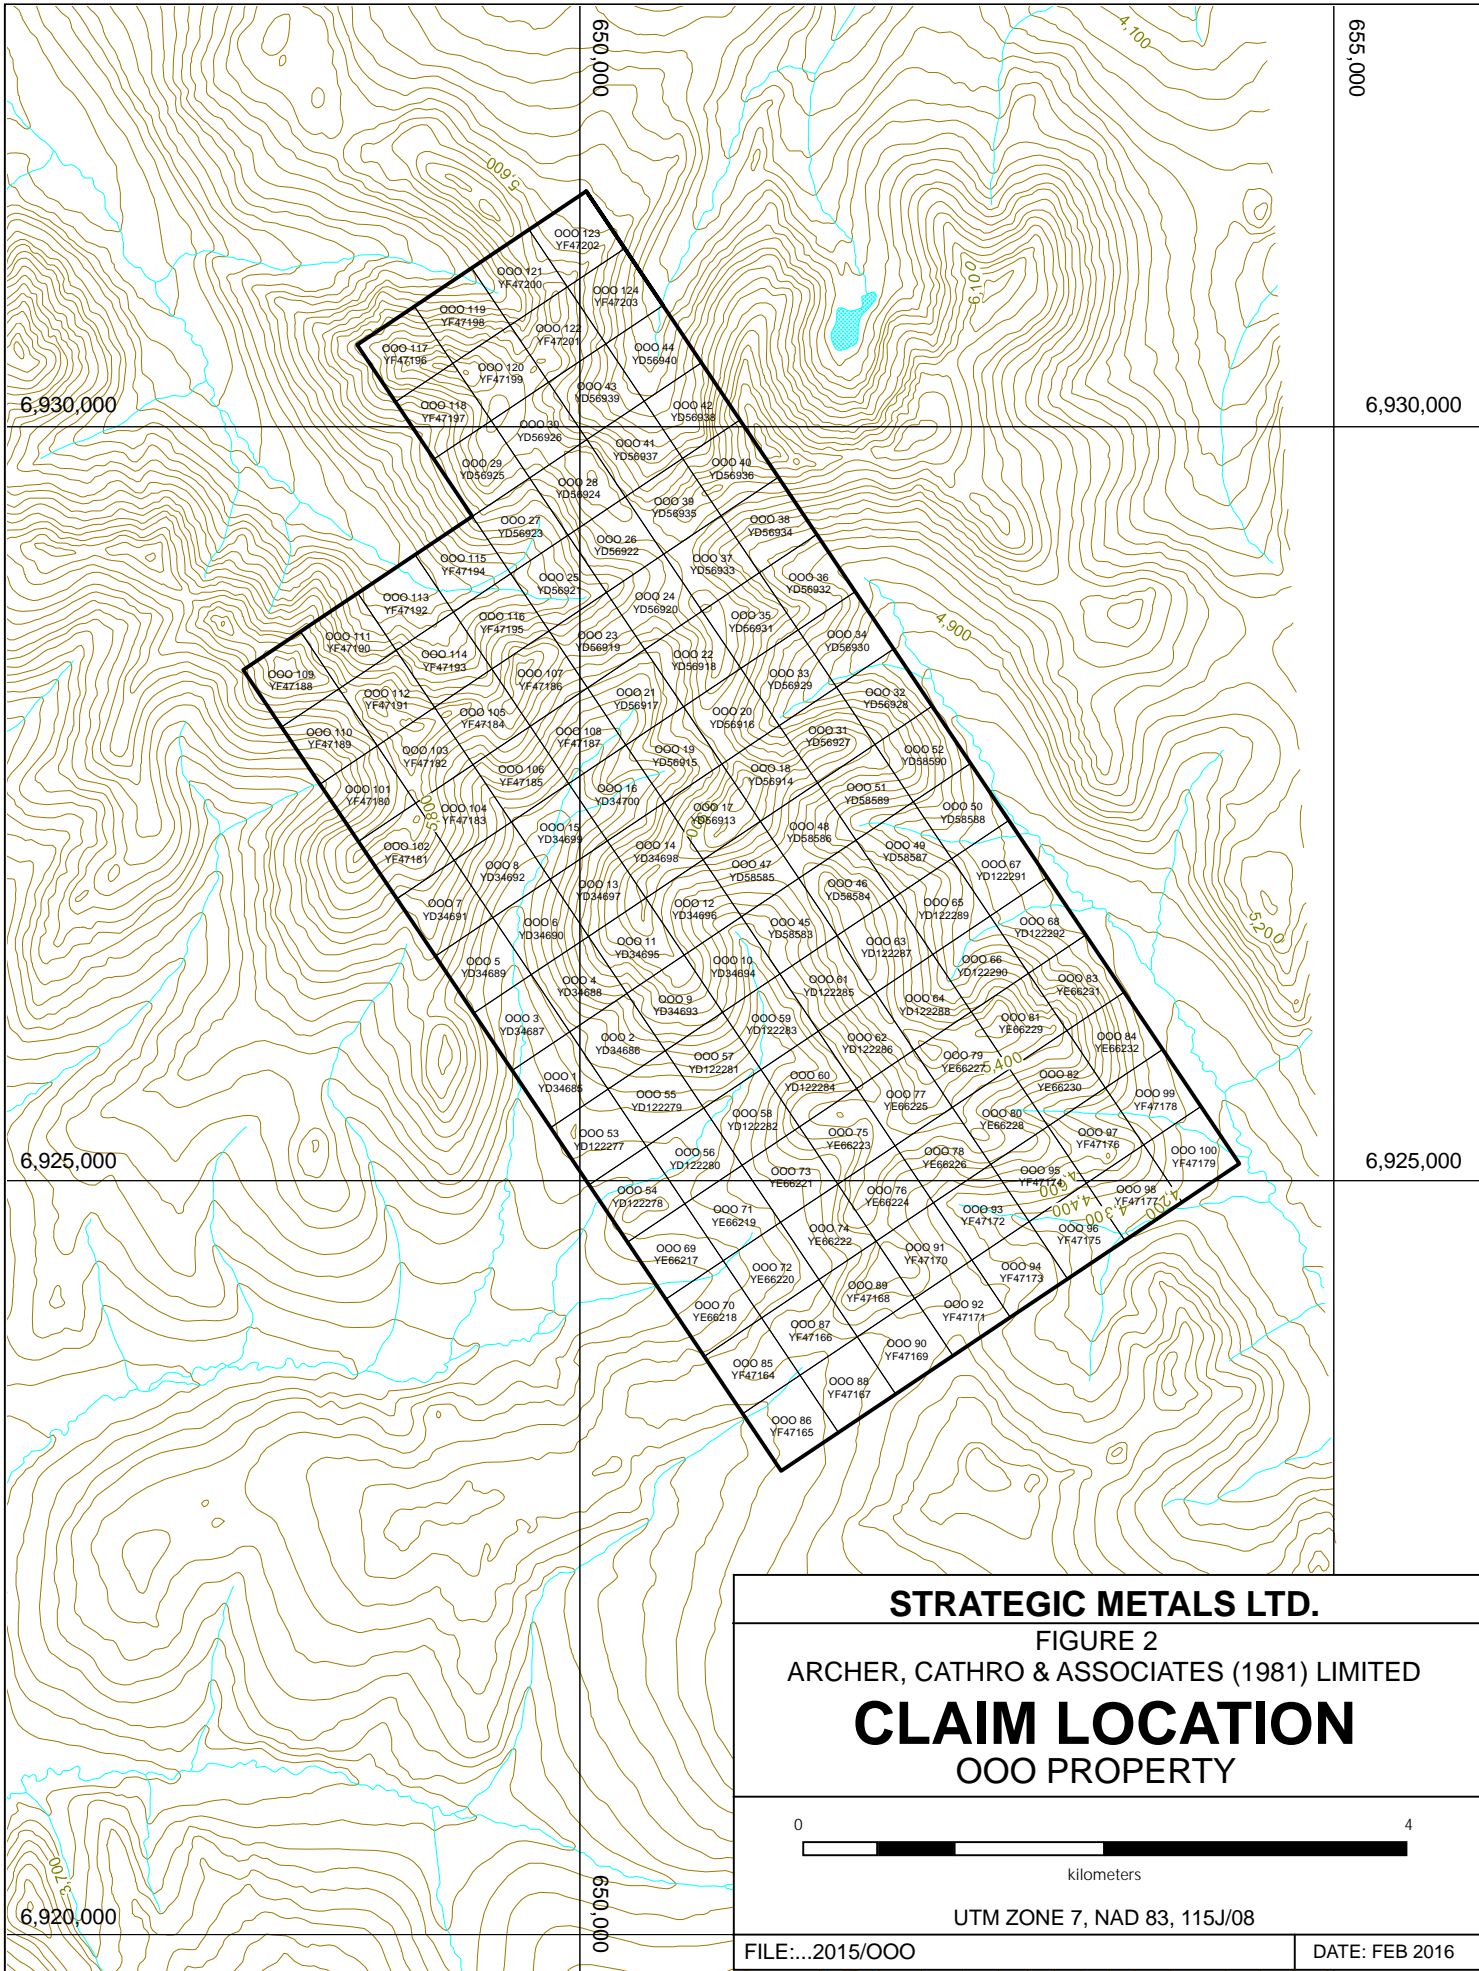 650,000
655,000
4,100
5,600
OOO 123
YF47202
OOO 121
YF47200
OOO 124
YF47203
6,100
OOO 119
YF47198
OOO 122
YF47201
OOO 117
YF47196
OOO 44
YD56940
OOO 120
YF47199
OOO 43
YD56939
6,930,000
6,930,000
OOO 118
YF47197
OOO 42
YD56938
OOO 30
YD56926
OOO 41
YD56937
OOO 29
YD56925
OOO 40
YD56936
OOO 28
YD56924
OOO 39
YD56935
OOO 27
YD56923
OOO 38
YD56934
OOO 26
YD56922
OOO 115
YF47194
OOO 37
YD56933
OOO 25
YD56921
OOO 36
YD56932
OOO 113
YF47192
OOO 24
YD56920
OOO 116
YF47195
OOO 35
YD56931
4,900
OOO 111
YF47190
OOO 23
YD56919
OOO 34
YD56930
OOO 114
YF47193
OOO 22
YD56918
OOO 109
YF47188
OOO 107
YF47186
OOO 33
YD56929
OOO 112
YF47191
OOO 21
YD56917
OOO 32
YD56928
OOO 105
YF47184
OOO 20
YD56916
OOO 110
YF47189
OOO 108
YF47187
OOO 31
YD56927
OOO 103
YF47182
OOO 19
YD56915
OOO 52
YD58590
OOO 106
YF47185
OOO 18
YD56914
OOO 101
YF47180
OOO 16
YD34700
OOO 51
YD58589
5,800
OOO 104
YF47183
OOO 17
YD56913
OOO 50
YD58588
OOO 15
YD34699
OOO 48
YD58586
OOO 102
YF47181
OOO 14
YD34698
OOO 49
YD58587
OOO 8
YD34692
OOO 47
YD58585
OOO 67
YD122291
OOO 13
YD34697
OOO 46
YD58584
OOO 7
YD34691
OOO 12
YD34696
OOO 65
YD122289
5,200
OOO 6
YD34690
OOO 45
YD58583
OOO 68
YD122292
OOO 11
YD34695
OOO 63
YD122287
OOO 5
YD34689
OOO 10
YD34694
OOO 66
YD122290
OOO 4
YD34688
OOO 61
YD122285
OOO 83
YE66231
OOO 9
YD34693
OOO 64
YD122288
OOO 3
YD34687
OOO 59
YD122283
OOO 81
YE66229
OOO 2
YD34686
OOO 62
YD122286
OOO 84
YE66232
OOO 57
YD122281
OOO 79
YE66227
5,400
OOO 1
YD34685
OOO 60
YD122284
OOO 82
YE66230
OOO 55
YD122279
OOO 77
YE66225
OOO 99
YF47178
OOO 58
YD122282
OOO 80
YE66228
OOO 53
YD122277
OOO 75
YE66223
OOO 97
YF47176
6,925,000
6,925,000
OOO 56
YD122280
OOO 78
YE66226
OOO 100
YF47179
OOO 73
YE66221
OOO 95
YF47174
4,600
OOO 54
YD122278
OOO 76
YE66224
OOO 98
YF47177
4,400
4,300
4,200
OOO 71
YE66219
OOO 93
YF47172
OOO 74
YE66222
OOO 96
YF47175
OOO 69
YE66217
OOO 91
YF47170
OOO 72
YE66220
OOO 94
YF47173
OOO 89
YF47168
OOO 70
YE66218
OOO 92
YF47171
OOO 87
YF47166
OOO 90
YF47169
OOO 85
YF47164
OOO 88
YF47167
OOO 86
YF47165
STRATEGIC METALS LTD.
FIGURE 2
ARCHER, CATHRO & ASSOCIATES (1981) LIMITED
CLAIM LOCATION
OOO PROPERTY
0 4
kilometers
UTM ZONE 7, NAD 83, 115J/08
FILE:...2015/OOO
DATE: FEB 2016
3,700
6,920,000
650,000